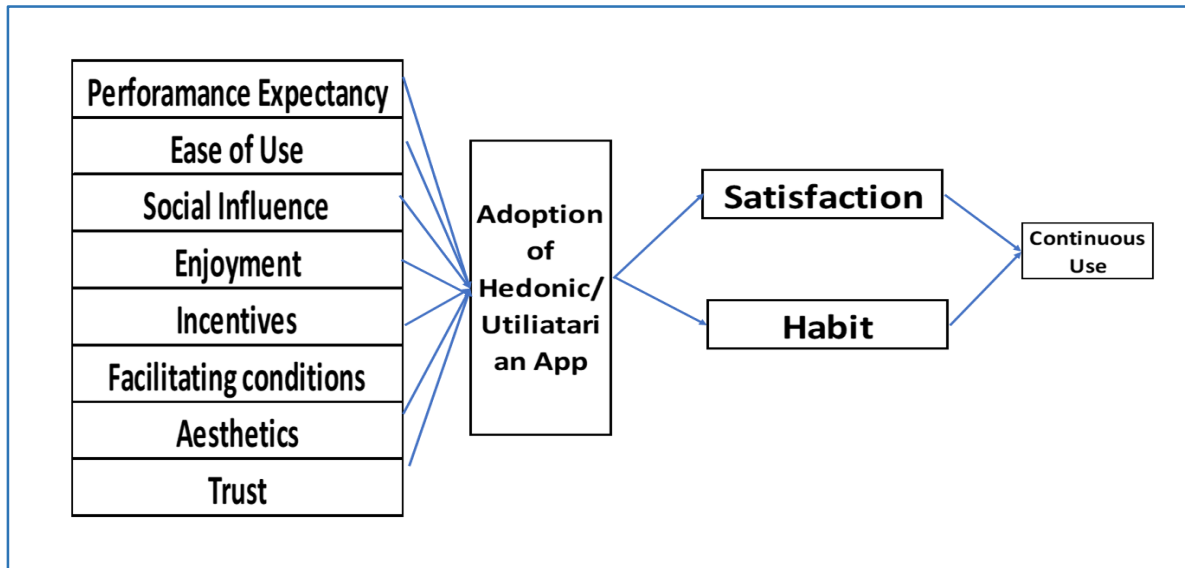 Perforamance Expectancy
Ease of Use
Social Influence
Enjoyment
Incentives
Facilitating conditions
Aesthetics
Trust
Adoption
of
Hedonic/
Utiliatari
an App
Satisfaction
Habit
Continuous
Use